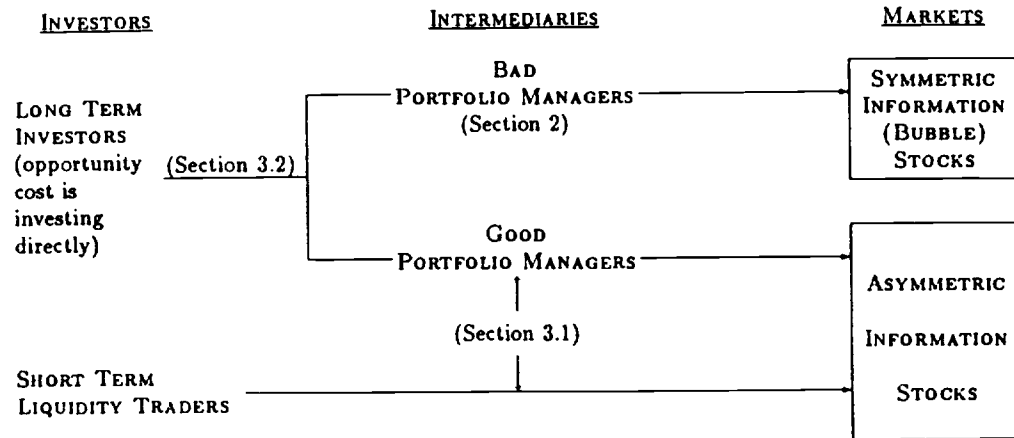 INVESTORS
INTERMEDIARIES
MARKETS
LONG TERM
INVESTORS
(opportunity
cost is
investing
directly)
(Section 3.2)
BAD
PORTFOLIO MANAGERS
(Section 2)
SYMMETRIC
INFORMATION
(BUBBLE)
STOCKS
GOOD
PORTFOLIO MANAGERS
(Section 3.1)
ASYMMETRIC
INFORMATION
STOCKS
SHORT TERM
LIQUIDITY TRADERS